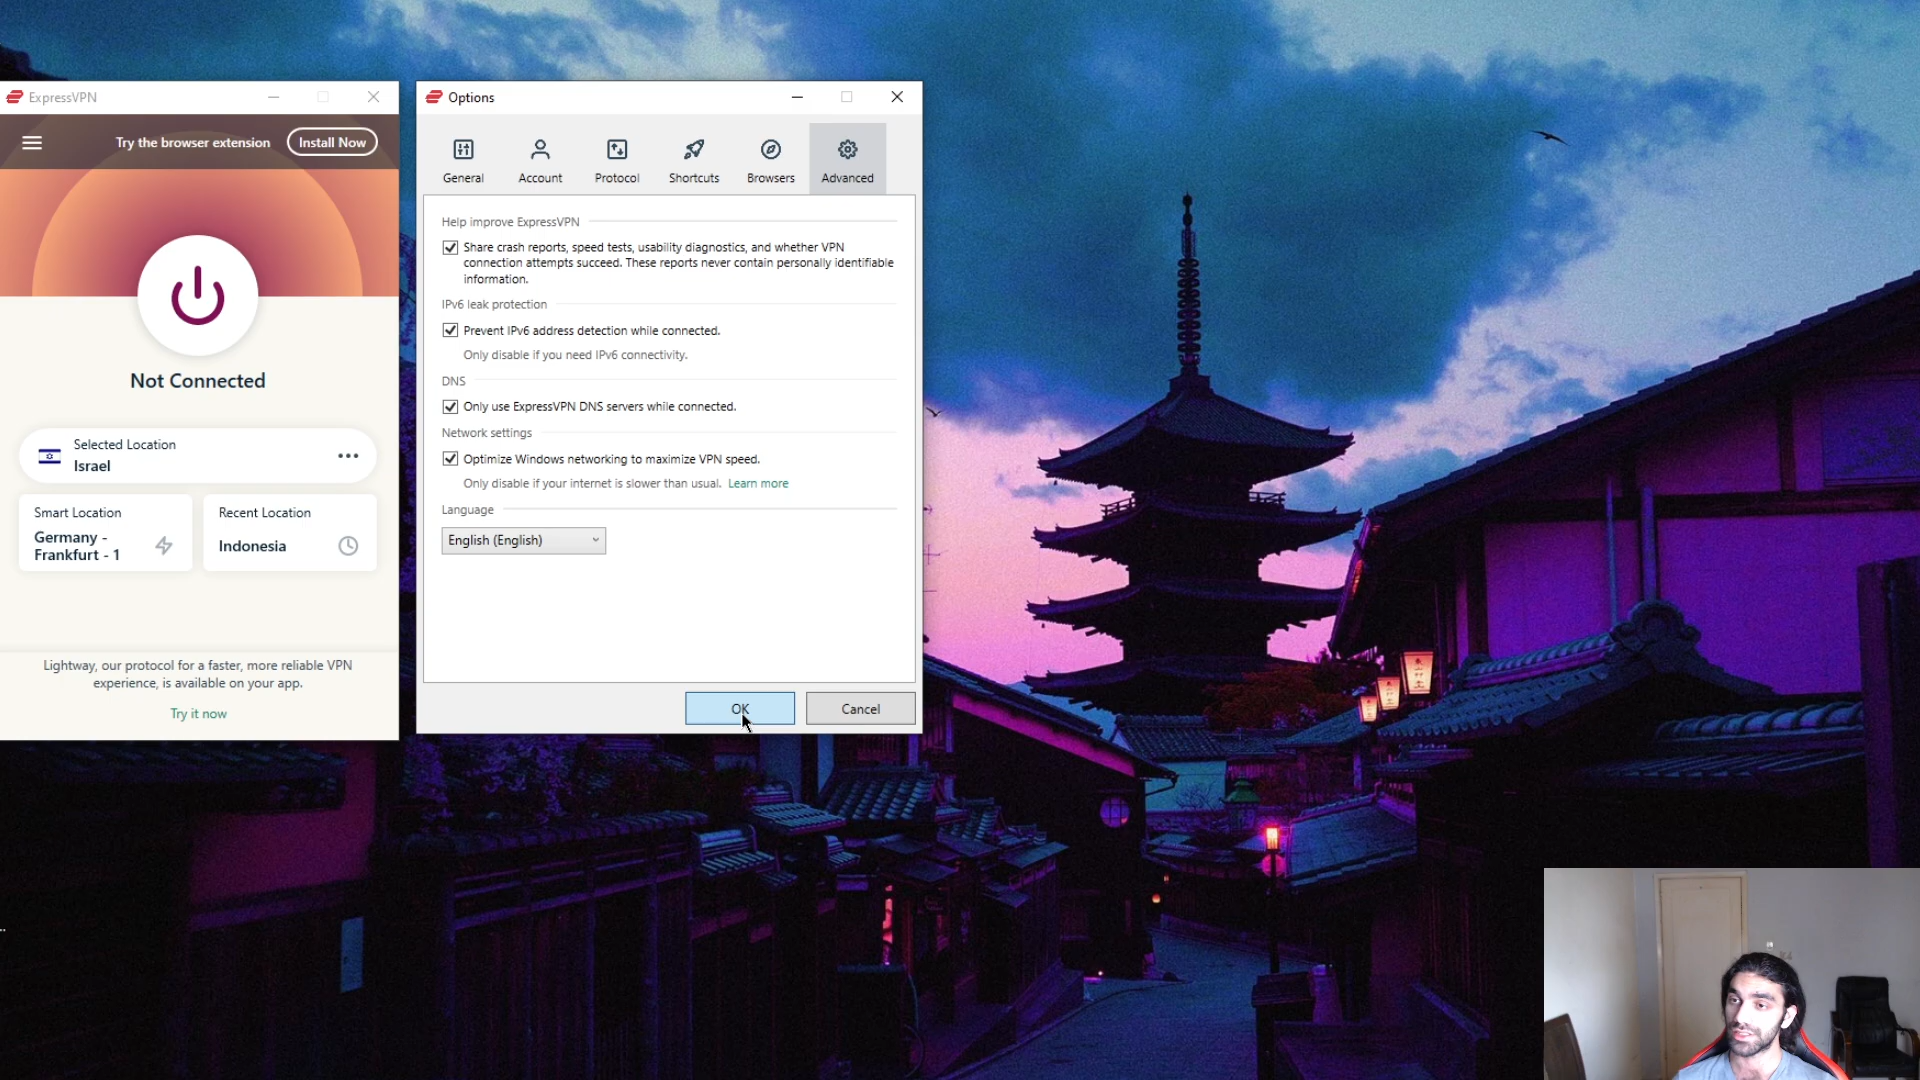 ExpressVPN
Try the browser extension
Install Now
Not Connected
Selected Location
Israel
Smart Location
Germany -
Frankfurt - 1
Recent Location
Indonesia
Lightway, our protocol for a faster, more reliable VPN
experience, is available on your app.
Try it now
Options
General
Account
Protocol
Shortcuts
Browsers
Advanced
Help improve ExpressVPN
Share crash reports, speed tests, usability diagnostics, and whether VPN
connection attempts succeed. These reports never contain personally identifiable
information.
IPv6 leak protection
Prevent IPv6 address detection while connected.
Only disable if you need IPv6 connectivity.
DNS
Only use ExpressVPN DNS servers while connected.
Network settings
Optimize Windows networking to maximize VPN speed.
Only disable if your internet is slower than usual. Learn more
Language
English (English)
OK
Cancel